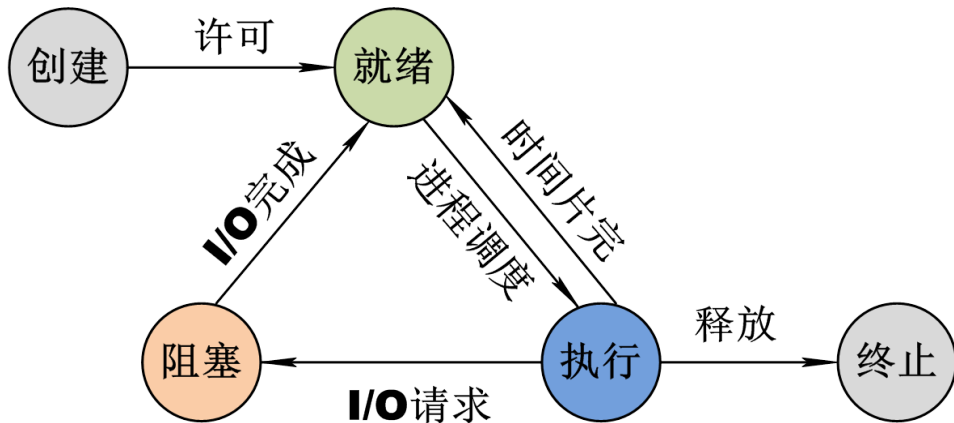 许可
创建
就绪
时间片完
I/O完成
进程调度
释放
阻塞
执行
终止
I/O请求